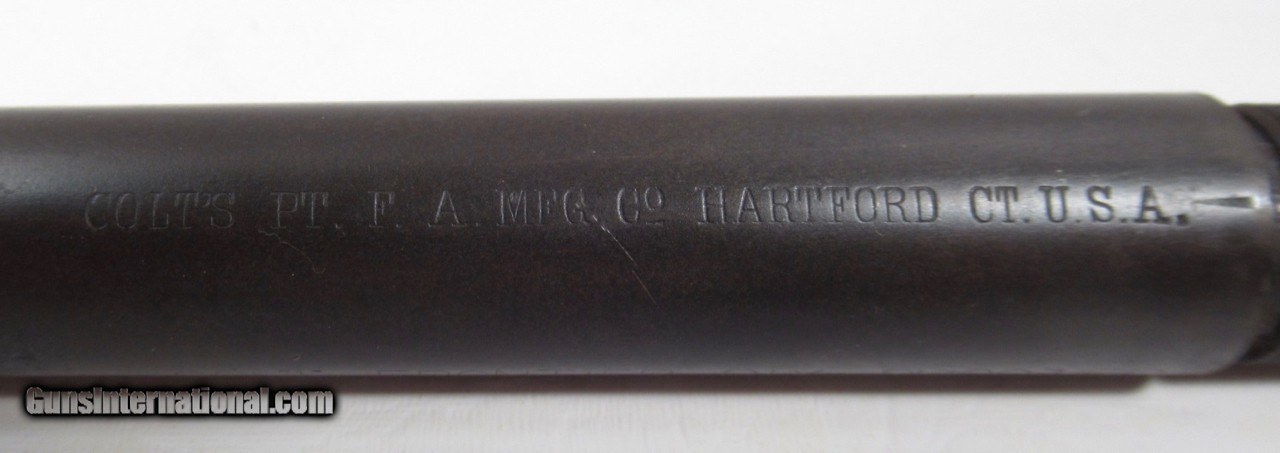 COLT'S PT. F. A. MFG. Co HARTFORD CT. U.S.A.
GunsInternational.com